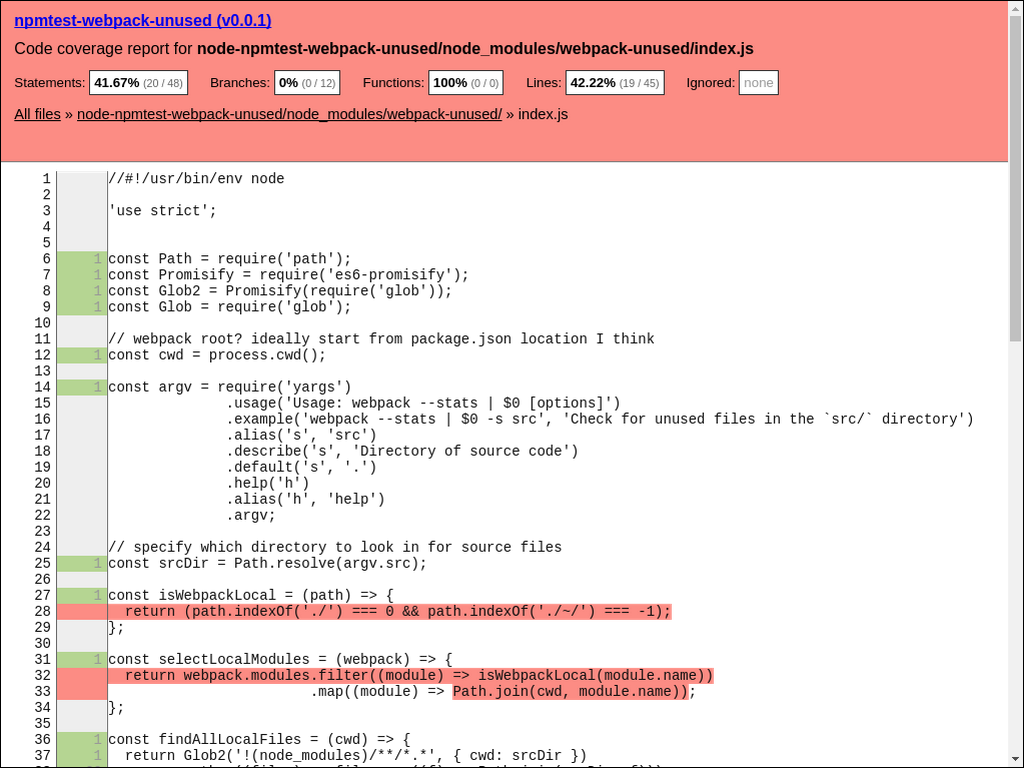 npmtest-webpack-unused (v0.0.1)
Code coverage report for node-npmtest-webpack-unused/node_modules/webpack-unused/index.js
Statements: 41.67% (20 / 48) Branches: 0% (0 / 12) Functions: 100% (0 / 0) Lines: 42.22% (19 / 45) Ignored: none
All files » node-npmtest-webpack-unused/node_modules/webpack-unused/ » index.js
1 //#!/usr/bin/env node
2
3 'use strict';
4
5
6 1 const Path = require('path');
7 1 const Promisify = require('es6-promisify');
8 1 const Glob2 = Promisify(require('glob'));
9 1 const Glob = require('glob');
10
11 // webpack root? ideally start from package.json location I think
12 1 const cwd = process.cwd();
13
14 1 const argv = require('yargs')
15 .usage('Usage: webpack --stats | $0 [options]')
16 .example('webpack --stats | $0 -s src', 'Check for unused files in the `src/` directory')
17 .alias('s', 'src')
18 .describe('s', 'Directory of source code')
19 .default('s', '.')
20 .help('h')
21 .alias('h', 'help')
22 .argv;
23
24 // specify which directory to look in for source files
25 1 const srcDir = Path.resolve(argv.src);
26
27 1 const isWebpackLocal = (path) => {
28 return (path.indexOf('./') === 0 && path.indexOf('./~/') === -1);
29 };
30
31 1 const selectLocalModules = (webpack) => {
32 return webpack.modules.filter((module) => isWebpackLocal(module.name))
33 .map((module) => Path.join(cwd, module.name));
34 };
35
36 1 const findAllLocalFiles = (cwd) => {
37 1 return Glob2('!(node_modules)/**/*.*', { cwd: srcDir })